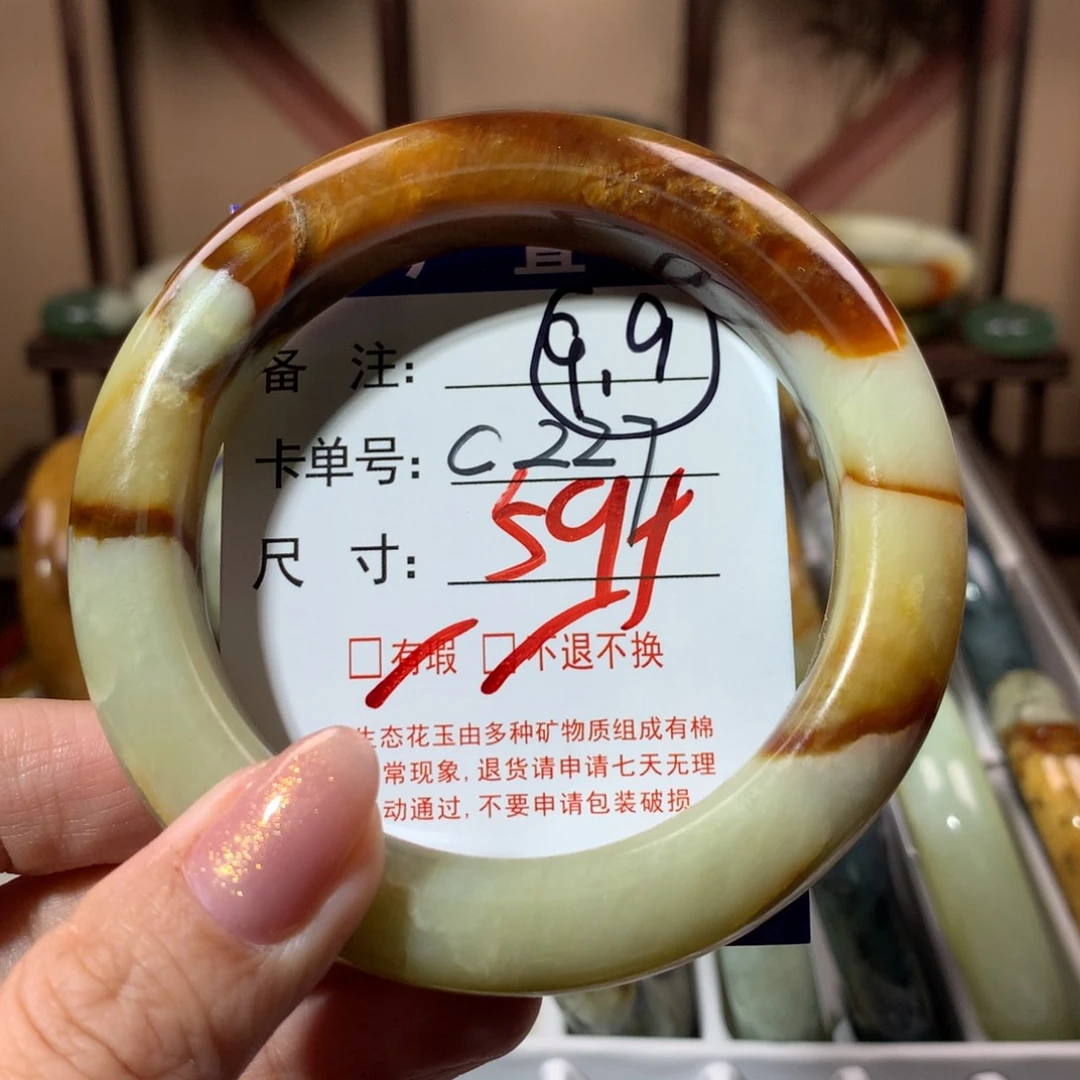 直
备 注: 9.9
卡单号: C227
尺 寸: 59
□有瑕 □不退不换
生态花玉由多种矿物质组成有棉
常现象,退货请申请七天无理
动通过,不要申请包装破损